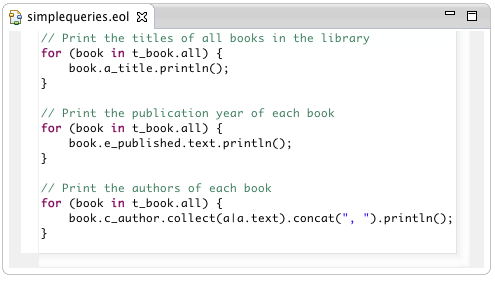 simplequeries.eol
// Print the titles of all books in the library
for (book in t_book.all) {
    book.a_title.println();
}

// Print the publication year of each book
for (book in t_book.all) {
    book.e_published.text.println();
}

// Print the authors of each book
for (book in t_book.all) {
    book.c_author.collect(a|a.text).concat(", ").println();
}